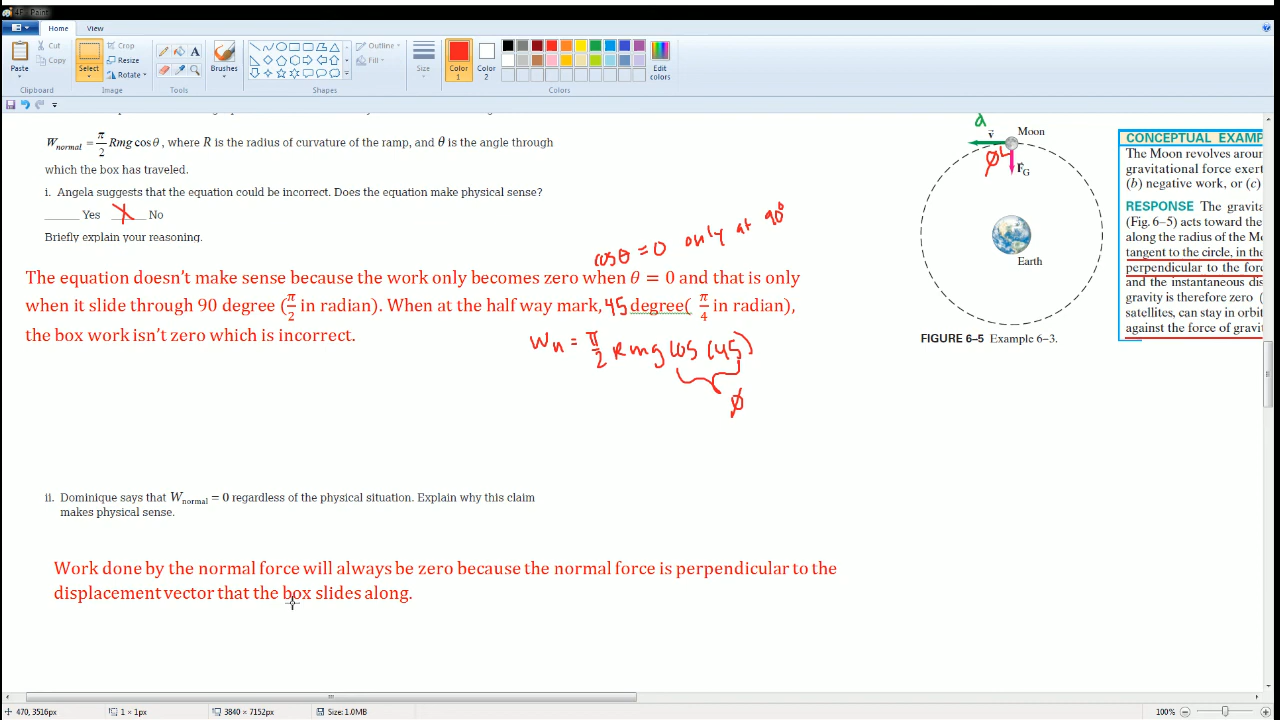 4F - Paint
Home View
Paste Cut Copy Select Crop Resize Rotate A Brushes Outline Fill Size Color 1 Color 2 Edit colors
Clipboard Image Tools Shapes Colors
W_normal = π/2 Rmg cos θ, where R is the radius of curvature of the ramp, and θ is the angle through
which the box has traveled.
i. Angela suggests that the equation could be incorrect. Does the equation make physical sense?
_____ Yes __X__ No
Briefly explain your reasoning.
cosθ = 0 only at 90°
The equation doesn't make sense because the work only becomes zero when θ = 0 and that is only
when it slide through 90 degree (π/2 in radian). When at the half way mark, 45 degree( π/4 in radian),
the box work isn't zero which is incorrect.
Wn = π/2 Rmg cos (45)
∅
ii. Dominique says that W_normal = 0 regardless of the physical situation. Explain why this claim
makes physical sense.
Work done by the normal force will always be zero because the normal force is perpendicular to the
displacement vector that the box slides along.
d
v Moon
F_G
Earth
FIGURE 6–5 Example 6–3.
CONCEPTUAL EXAMP
The Moon revolves aroun
gravitational force exert
(b) negative work, or (c)
RESPONSE The gravita
(Fig. 6–5) acts toward the
along the radius of the Mo
tangent to the circle, in the
perpendicular to the force
and the instantaneous dis
gravity is therefore zero (
satellites, can stay in orbit
against the force of gravit
470, 3516px 1 × 1px 3840 × 7152px Size: 1.0MB 100%